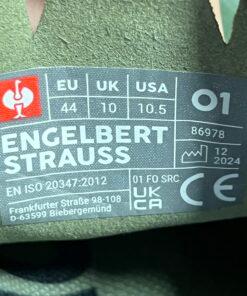 EU UK USA O1
44 10 10.5 86978
ENGELBERT
STRAUSS
12
2024
EN ISO 20347:2012 01 FO SRC
Frankfurter Straße 98-108
D-63599 Biebergemünd
UK
CA
CE